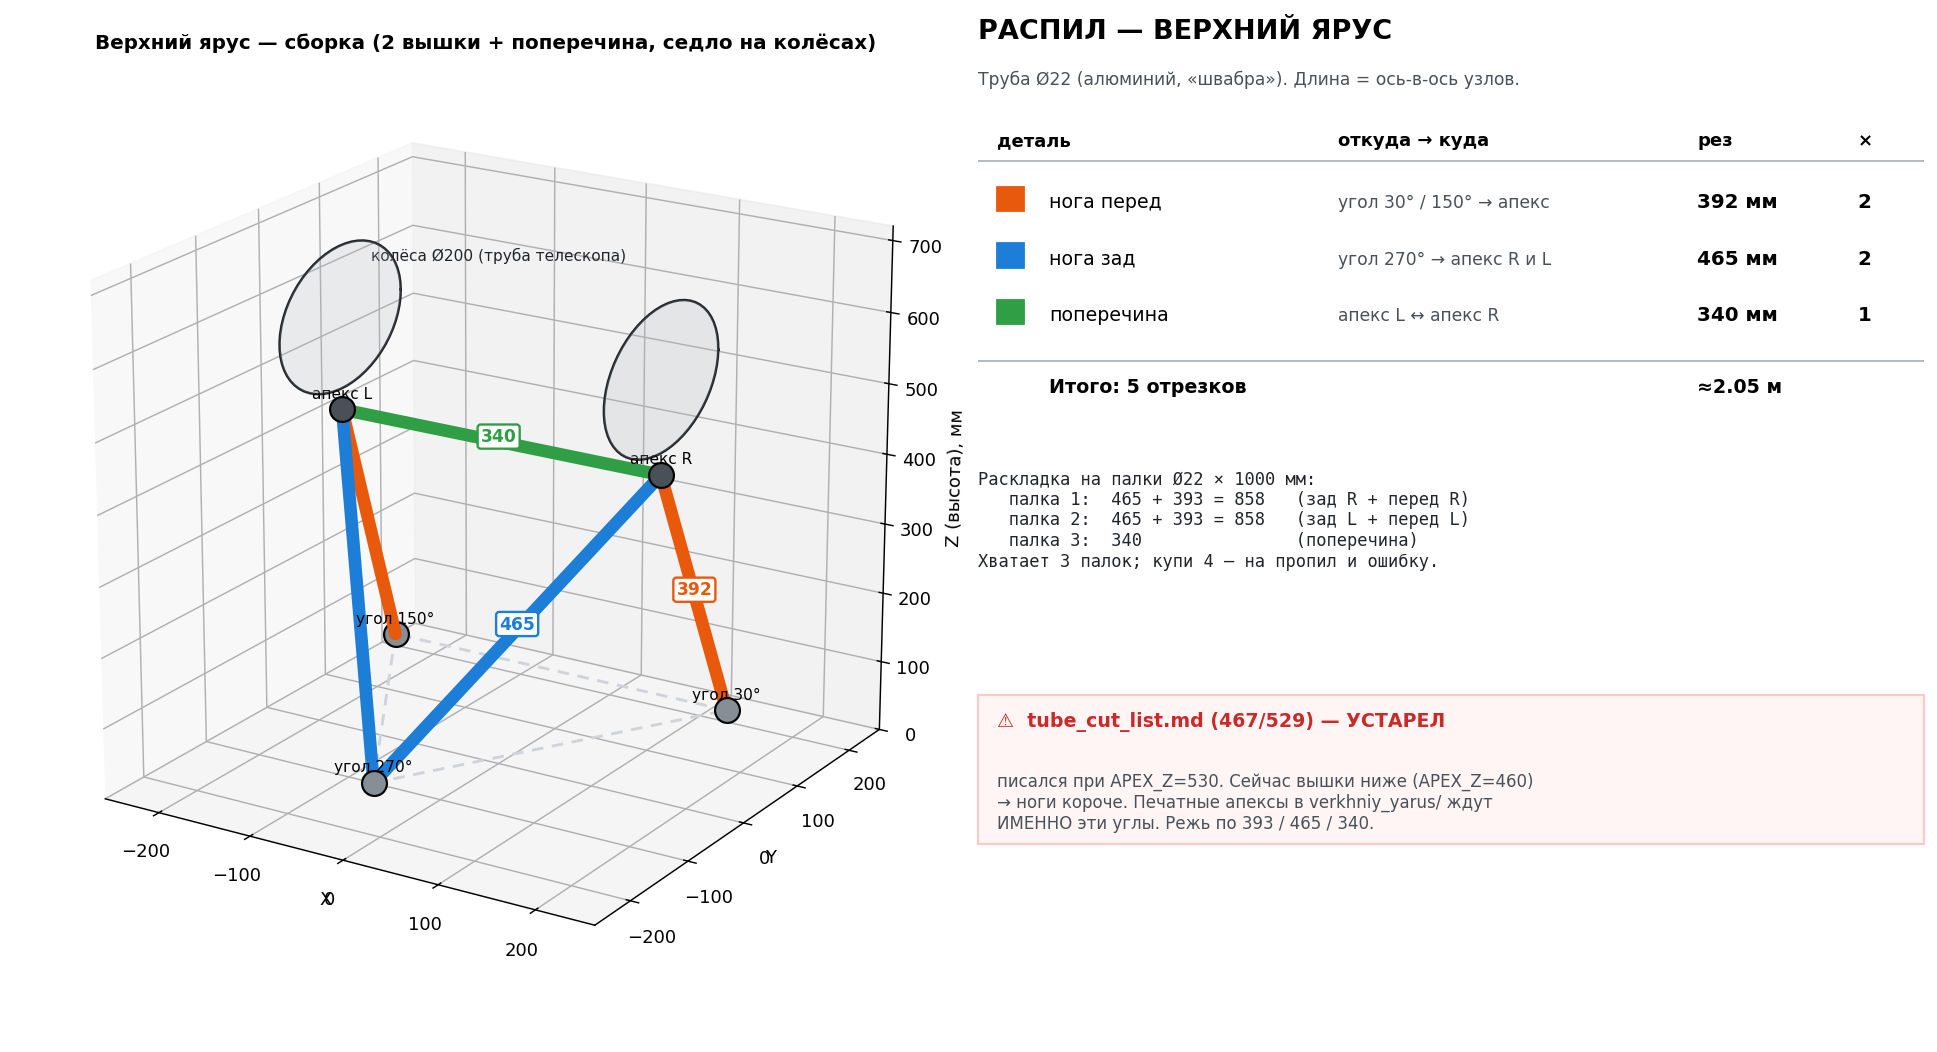 Верхний ярус — сборка (2 вышки + поперечина, седло на колёсах)
колёса Ø200 (труба телескопа)
апекс L
апекс R
340
465
392
угол 150°
угол 30°
угол 270°
700
600
500
400
300
200
100
0
Z (высота), мм
−200
−100
0
100
200
X
−200
−100
0
100
200
Y
РАСПИЛ — ВЕРХНИЙ ЯРУС
Труба Ø22 (алюминий, «швабра»). Длина = ось-в-ось узлов.
деталь откуда → куда рез ×
нога перед угол 30° / 150° → апекс 392 мм 2
нога зад угол 270° → апекс R и L 465 мм 2
поперечина апекс L ↔ апекс R 340 мм 1
Итого: 5 отрезков ≈2.05 м
Раскладка на палки Ø22 × 1000 мм:
палка 1: 465 + 393 = 858 (зад R + перед R)
палка 2: 465 + 393 = 858 (зад L + перед L)
палка 3: 340 (поперечина)
Хватает 3 палок; купи 4 — на пропил и ошибку.
⚠ tube_cut_list.md (467/529) — УСТАРЕЛ
писался при APEX_Z=530. Сейчас вышки ниже (APEX_Z=460)
→ ноги короче. Печатные апексы в verkhniy_yarus/ ждут
ИМЕННО эти углы. Режь по 393 / 465 / 340.